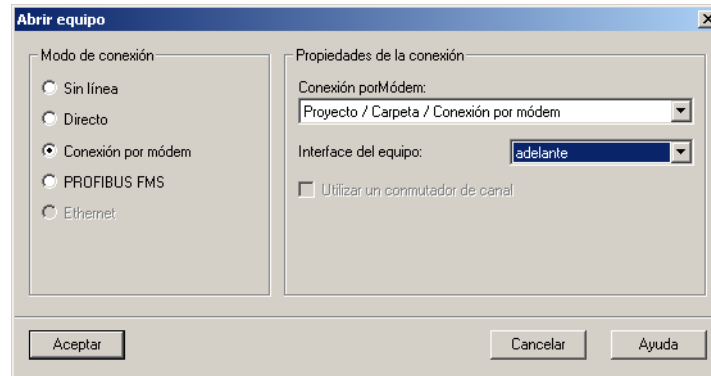 Abrir equipo
Modo de conexión
Sin línea
Directo
Conexión por módem
PROFIBUS FMS
Ethernet
Propiedades de la conexión
Conexión porMódem:
Proyecto / Carpeta / Conexión por módem
Interface del equipo: adelante
Utilizar un conmutador de canal
Aceptar Cancelar Ayuda